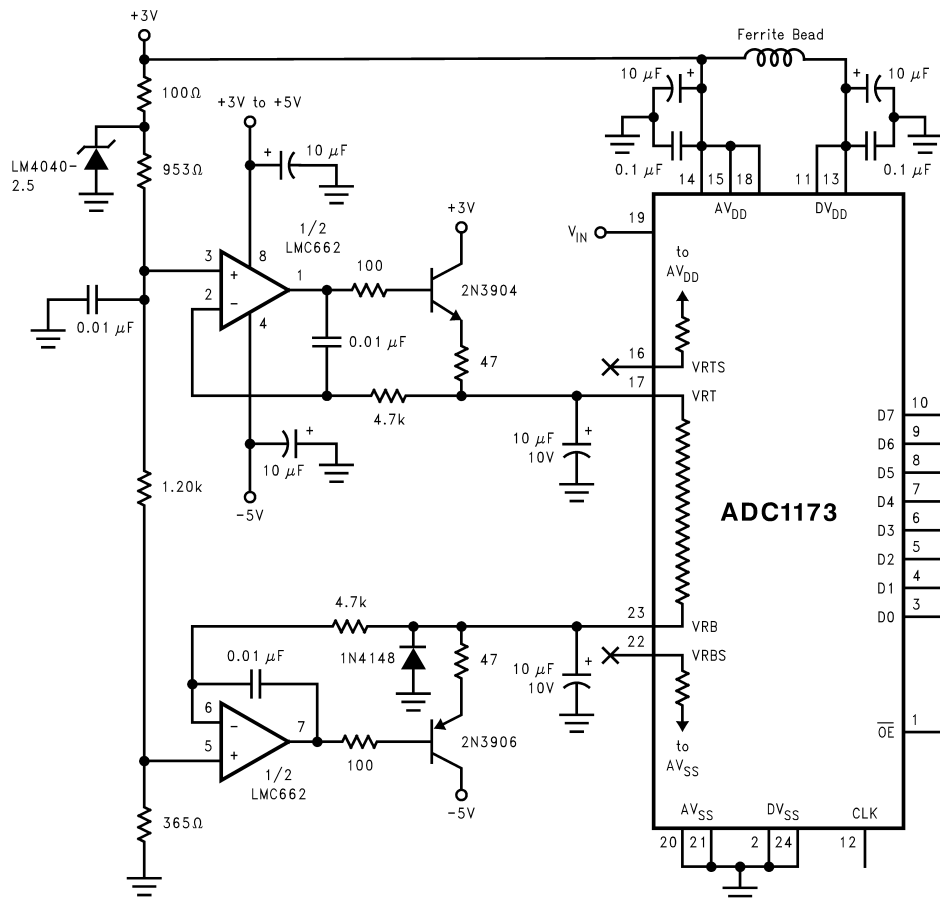 +3V
Ferrite Bead
10 µF +
+ 10 µF
100Ω
+3V to +5V
LM4040-
2.5
953Ω
+ 10 µF
0.1 µF
0.1 µF
14 15 18 11 13
AVDD DVDD
+3V
19
VIN
1/2
LMC662
3 + 8
2 − 4
1
100
2N3904
to
AVDD
0.01 µF
0.01 µF
47
16 VRTS
17 VRT
4.7k
10 µF +
10 µF
10V
+
-5V
1.20k
ADC1173
D7 10
D6 9
D5 8
D4 7
D3 6
D2 5
D1 4
D0 3
4.7k
23 VRB
22 VRBS
0.01 µF
1N4148
47
10 µF
10V
+
6 −
5 +
7
100
2N3906
1/2
LMC662
to
AVSS
OE 1
-5V
365Ω
AVSS DVSS CLK
20 21 2 24 12